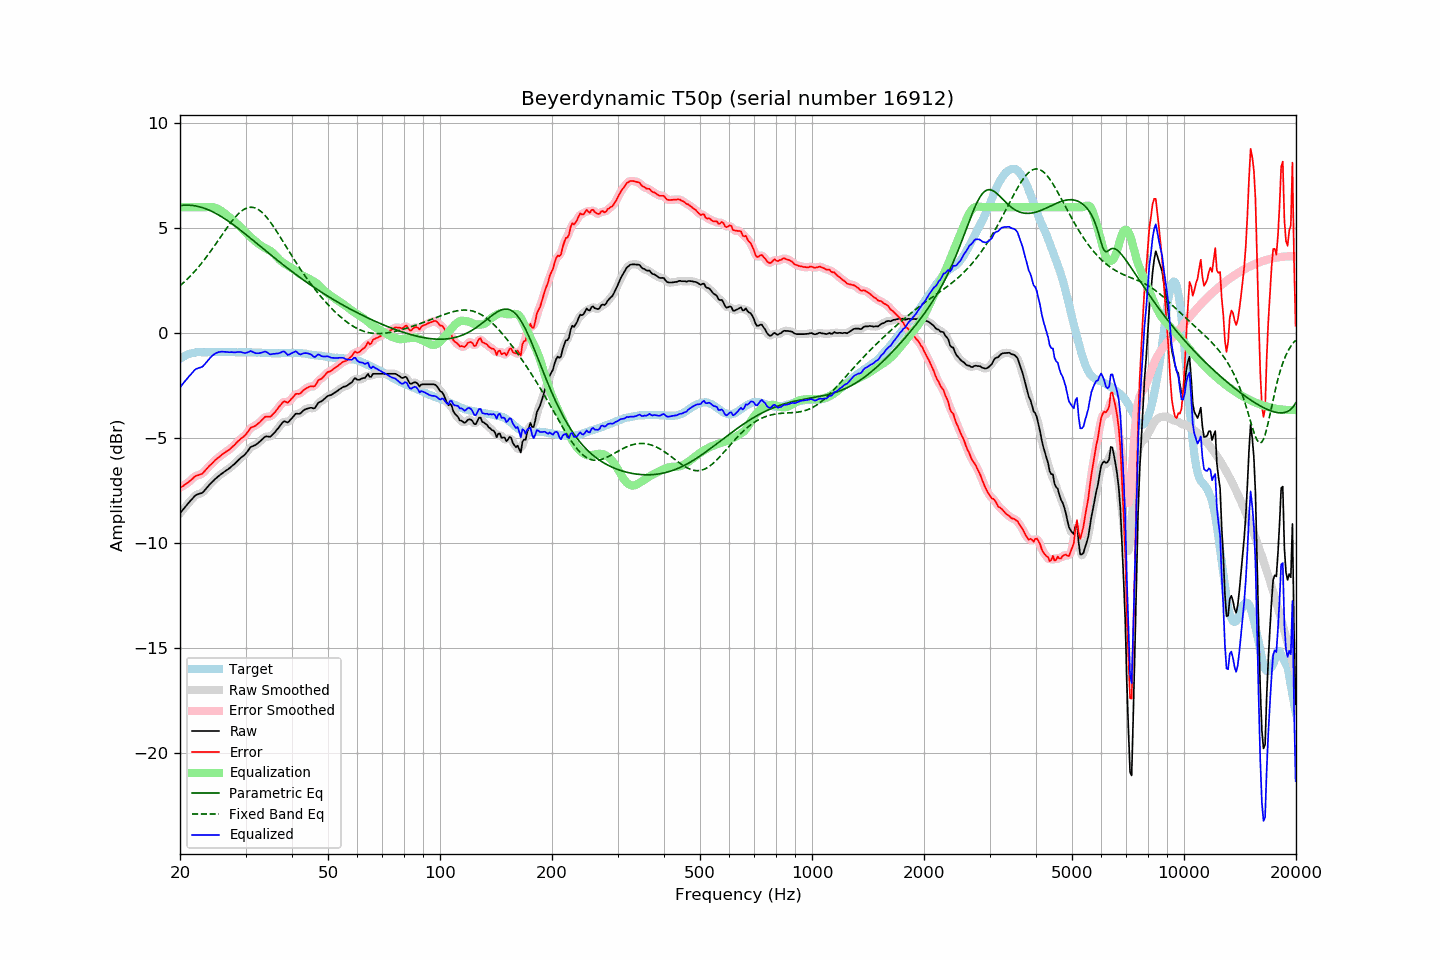 Beyerdynamic T50p (serial number 16912)
10
5
0
−5
−10
−15
−20
Amplitude (dBr)
Target
Raw Smoothed
Error Smoothed
Raw
Error
Equalization
Parametric Eq
Fixed Band Eq
Equalized
20 50 100 200 500 1000 2000 5000 10000 20000
Frequency (Hz)